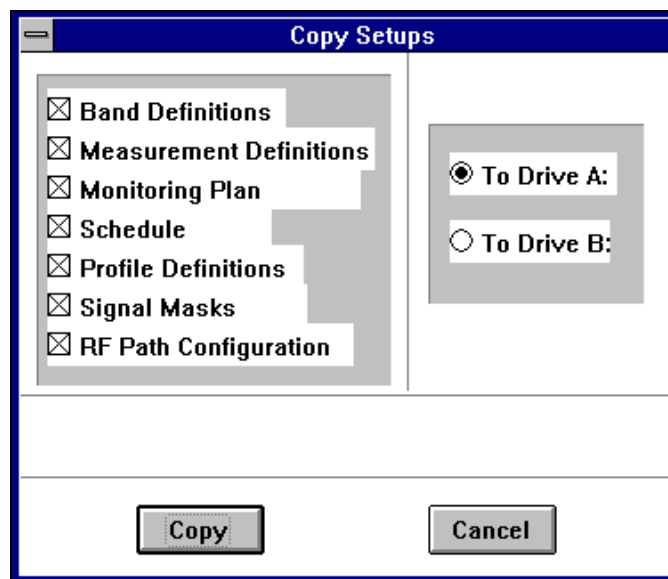 Copy Setups
Band Definitions
Measurement Definitions
Monitoring Plan
Schedule
Profile Definitions
Signal Masks
RF Path Configuration
To Drive A:
To Drive B:
Copy
Cancel